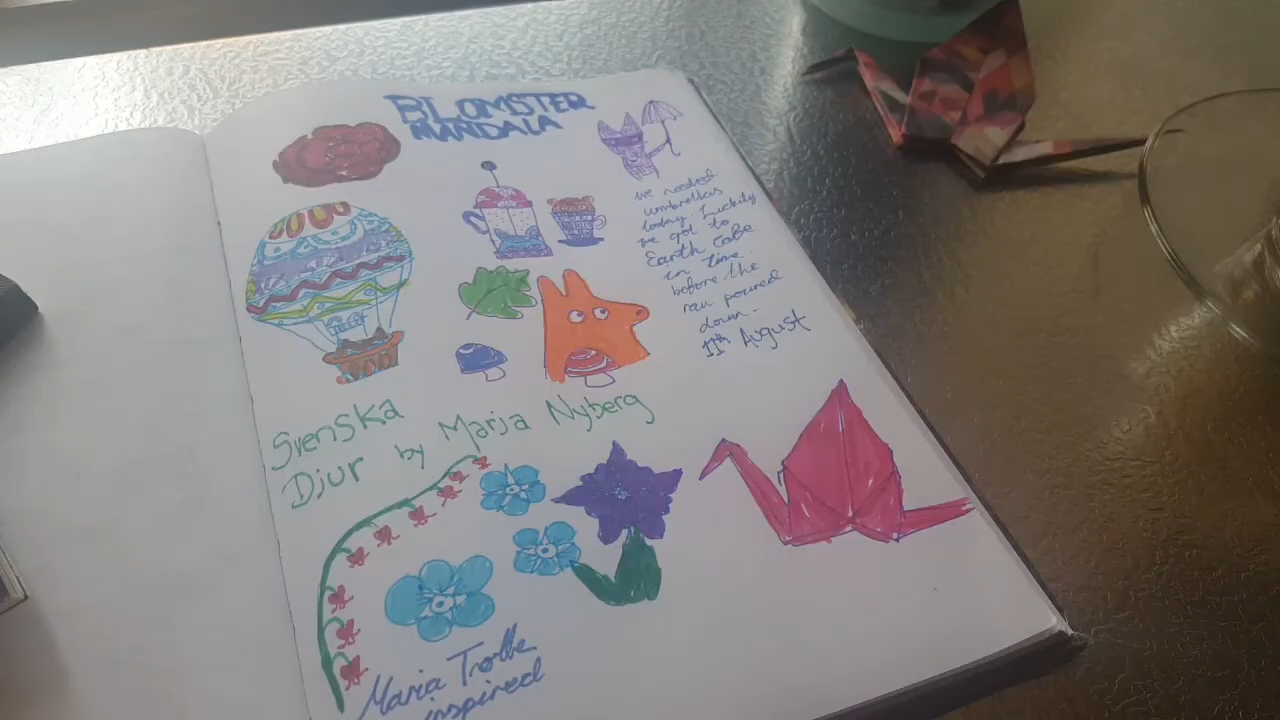 BLOMSTER
MANDALA
we needed
umbrellas
today. Luckily
we got to
Earth Cafe
in time.
before the
rain poured
down.
11th August
Svenska
Djur by Marja Nyberg
Maria Trolle
inspired